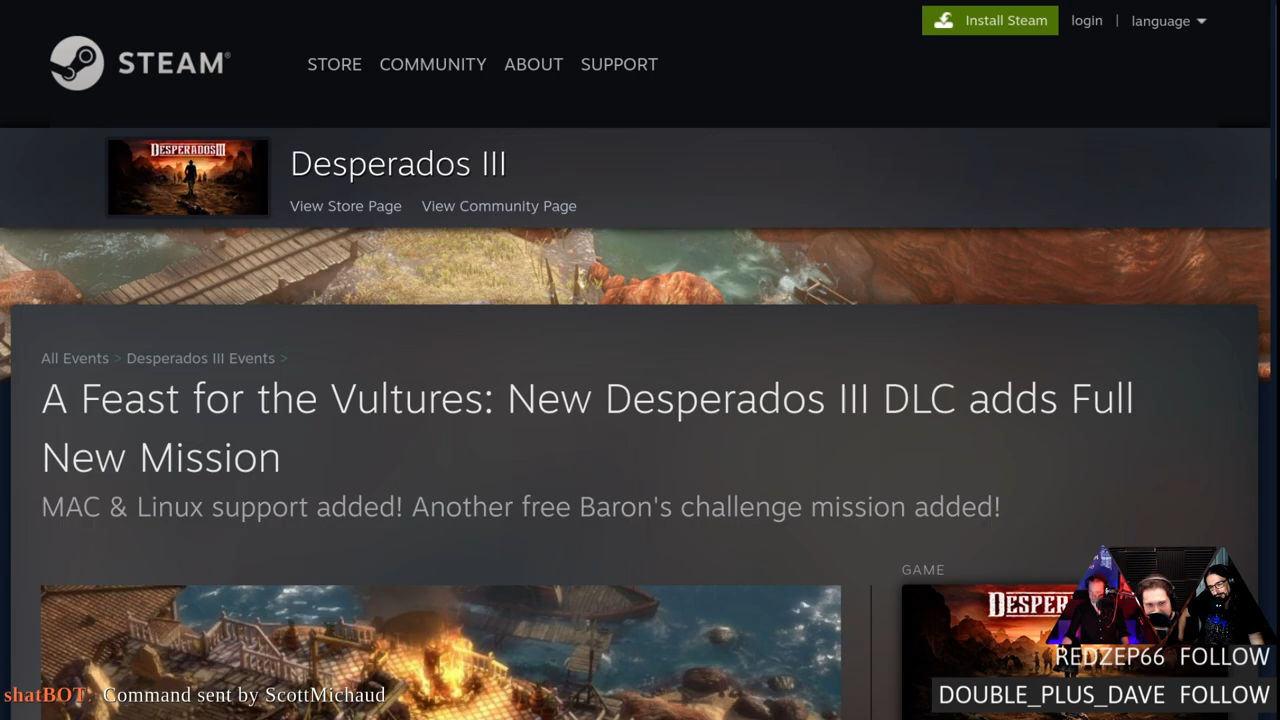 Install Steam login | language
STEAM®
STORE COMMUNITY ABOUT SUPPORT
DESPERADOS III
Desperados III
View Store Page View Community Page
All Events > Desperados III Events >
A Feast for the Vultures: New Desperados III DLC adds Full
New Mission
MAC & Linux support added! Another free Baron's challenge mission added!
GAME
DESPER
REDZEP66 FOLLOW
shatBOT: Command sent by ScottMichaud
DOUBLE_PLUS_DAVE FOLLOW